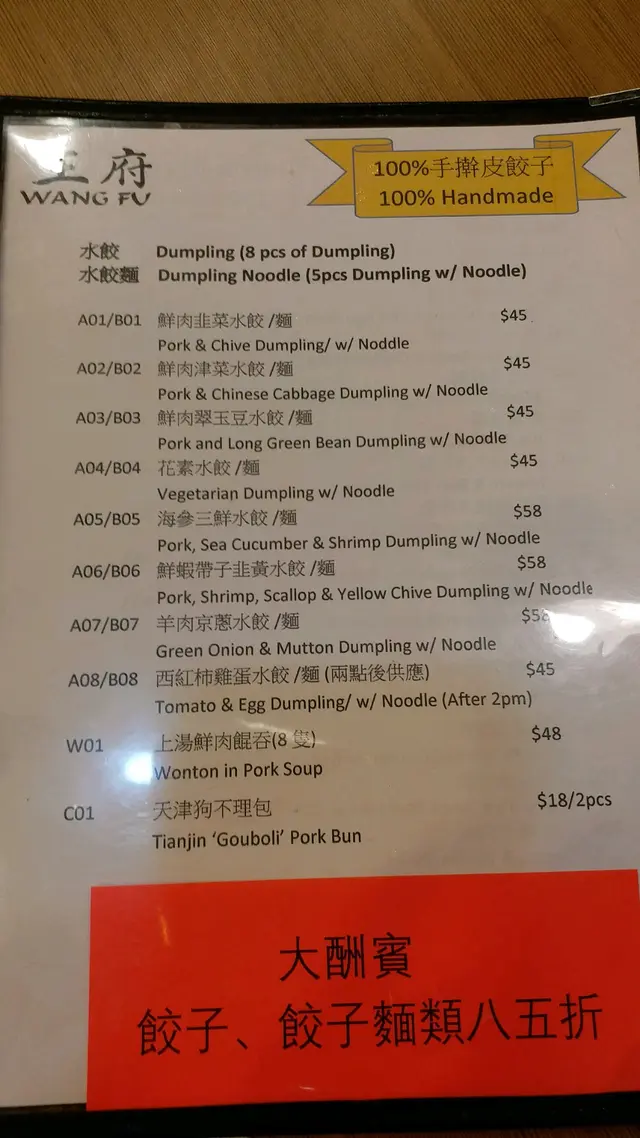 王府
WANG FU
100%手擀皮餃子
100% Handmade
水餃 Dumpling (8 pcs of Dumpling)
水餃麵 Dumpling Noodle (5pcs Dumpling w/ Noodle)
A01/B01 鮮肉韭菜水餃 /麵 $45
Pork & Chive Dumpling/ w/ Noddle
A02/B02 鮮肉津菜水餃 /麵 $45
Pork & Chinese Cabbage Dumpling w/ Noodle
A03/B03 鮮肉翠玉豆水餃 /麵 $45
Pork and Long Green Bean Dumpling w/ Noodle
A04/B04 花素水餃 /麵 $45
Vegetarian Dumpling w/ Noodle
A05/B05 海參三鮮水餃 /麵 $58
Pork, Sea Cucumber & Shrimp Dumpling w/ Noodle
A06/B06 鮮蝦帶子韭黃水餃 /麵 $58
Pork, Shrimp, Scallop & Yellow Chive Dumpling w/ Noodle
A07/B07 羊肉京蔥水餃 /麵 $58
Green Onion & Mutton Dumpling w/ Noodle
A08/B08 西紅柿雞蛋水餃 /麵 (兩點後供應) $45
Tomato & Egg Dumpling/ w/ Noodle (After 2pm)
W01 上湯鮮肉餛吞(8 隻) $48
Wonton in Pork Soup
C01 天津狗不理包 $18/2pcs
Tianjin ‘Gouboli’ Pork Bun
大酬賓
餃子、餃子麵類八五折